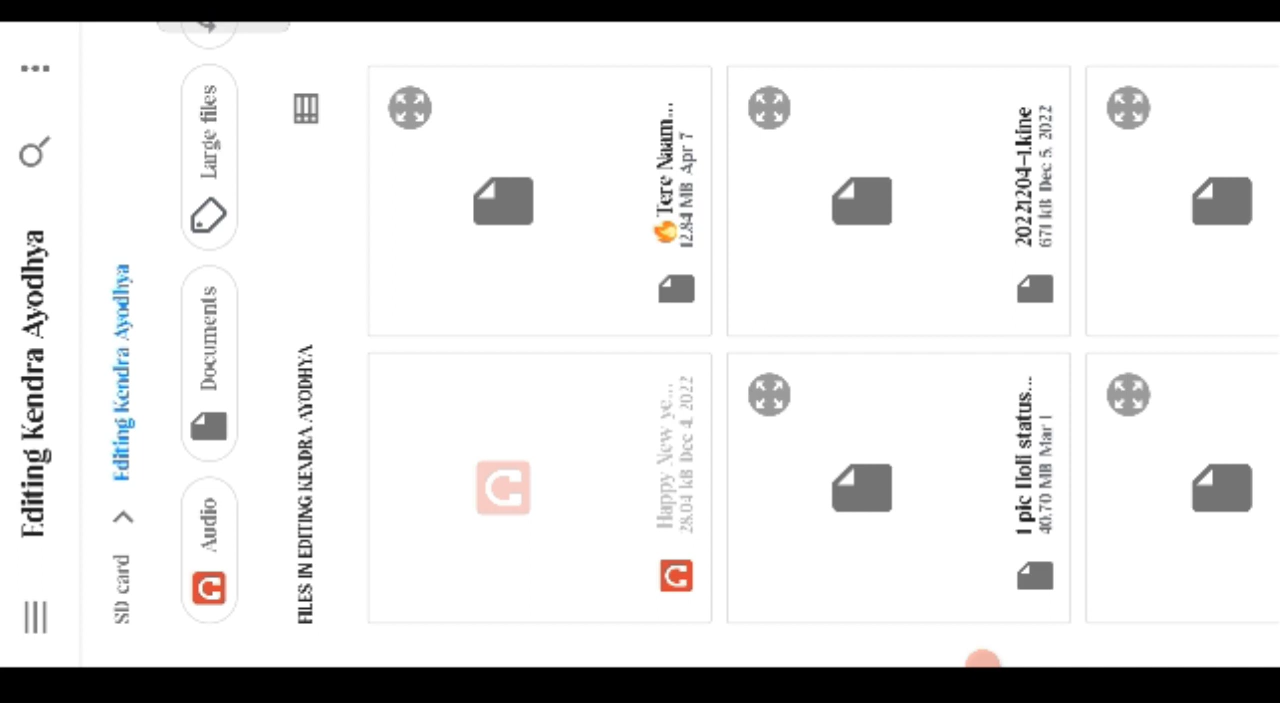 Editing Kendra Ayodhya
SD card > Editing Kendra Ayodhya
Audio
Documents
Large files
FILES IN EDITING KENDRA AYODHYA
Happy New ye...
28.04 kB Dec 4, 2022
🔥Tere Naam...
12.84 MB Apr 7
1 pic Holi status...
40.70 MB Mar 1
20221204-1.kine
671 kB Dec 5, 2022